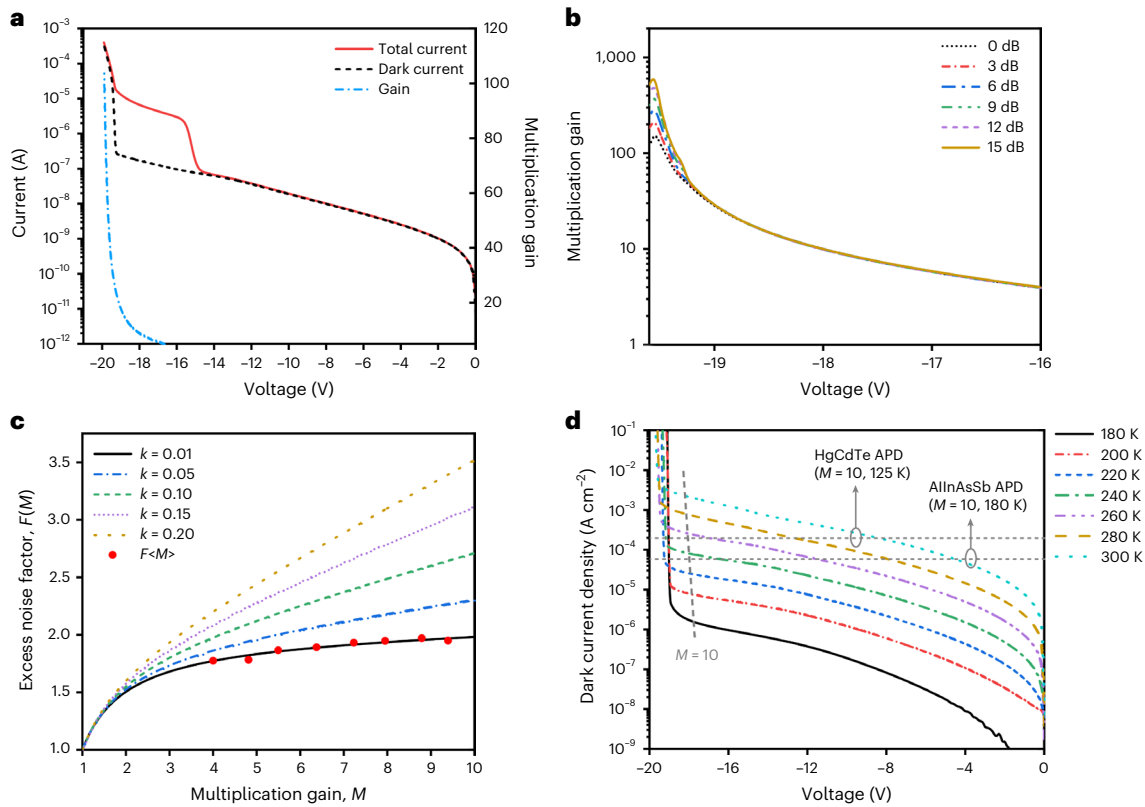 a
10⁻³
10⁻⁴
10⁻⁵
10⁻⁶
10⁻⁷
10⁻⁸
10⁻⁹
10⁻¹⁰
10⁻¹¹
10⁻¹²
Current (A)
Total current
Dark current
Gain
120
100
80
60
40
20
Multiplication gain
−20 −18 −16 −14 −12 −10 −8 −6 −4 −2 0
Voltage (V)
b
1,000
100
10
1
Multiplication gain
0 dB
3 dB
6 dB
9 dB
12 dB
15 dB
−19 −18 −17 −16
Voltage (V)
c
3.5
3.0
2.5
2.0
1.5
1.0
Excess noise factor, F(M)
k = 0.01
k = 0.05
k = 0.10
k = 0.15
k = 0.20
F<M>
1 2 3 4 5 6 7 8 9 10
Multiplication gain, M
d
10⁻¹
10⁻²
10⁻³
10⁻⁴
10⁻⁵
10⁻⁶
10⁻⁷
10⁻⁸
10⁻⁹
Dark current density (A cm⁻²)
HgCdTe APD
(M = 10, 125 K)
AlInAsSb APD
(M = 10, 180 K)
M = 10
180 K
200 K
220 K
240 K
260 K
280 K
300 K
−20 −16 −12 −8 −4 0
Voltage (V)